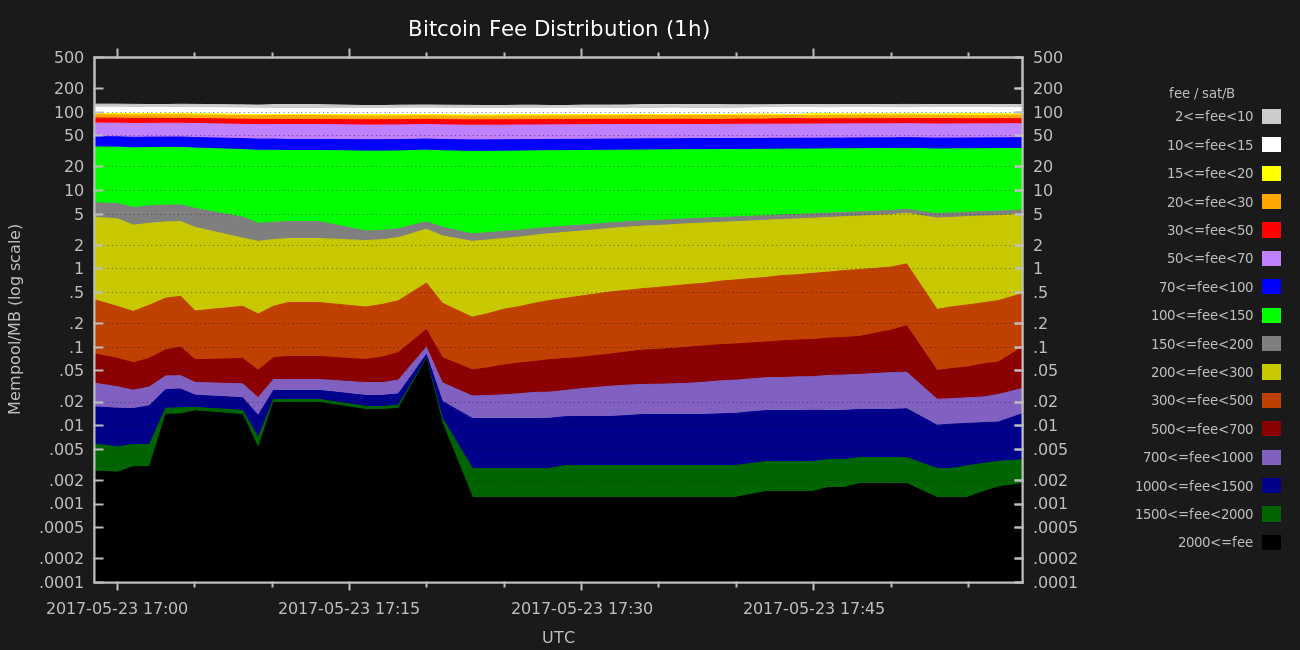 Bitcoin Fee Distribution (1h)
500
200
100
50
20
10
5
2
1
.5
.2
.1
.05
.02
.01
.005
.002
.001
.0005
.0002
.0001
Mempool/MB (log scale)
500
200
100
50
20
10
5
2
1
.5
.2
.1
.05
.02
.01
.005
.002
.001
.0005
.0002
.0001
2017-05-23 17:00
2017-05-23 17:15
2017-05-23 17:30
2017-05-23 17:45
UTC
fee / sat/B
2<=fee<10
10<=fee<15
15<=fee<20
20<=fee<30
30<=fee<50
50<=fee<70
70<=fee<100
100<=fee<150
150<=fee<200
200<=fee<300
300<=fee<500
500<=fee<700
700<=fee<1000
1000<=fee<1500
1500<=fee<2000
2000<=fee